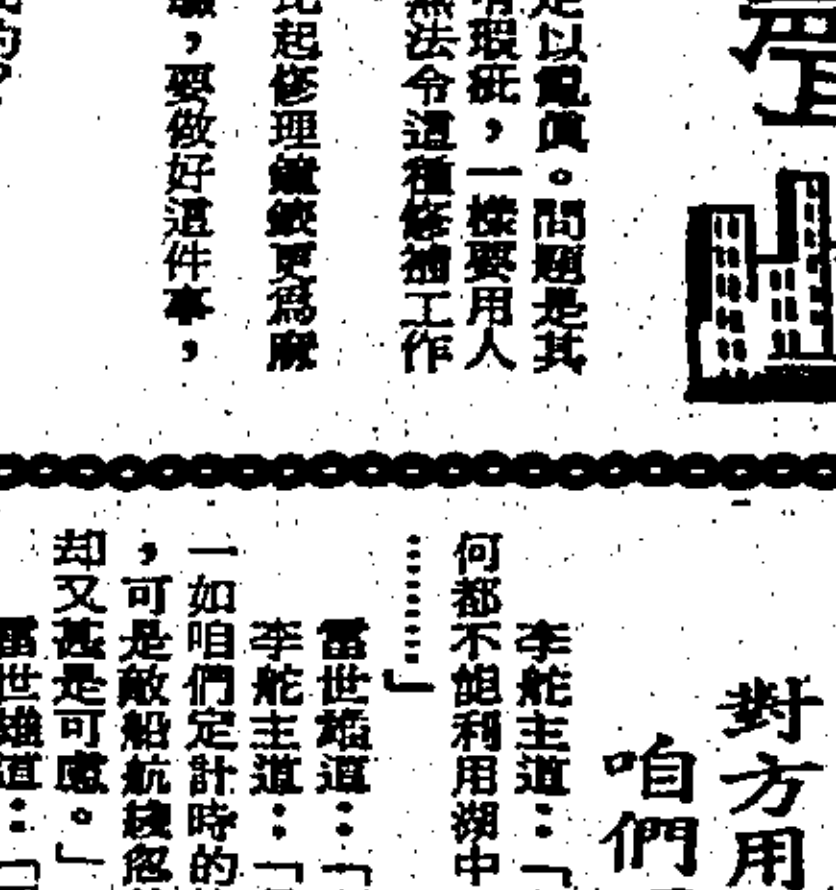 足以亂真。問題是其
有瑕疵，一樣要用人
無法令這種修補工作
比起修理鐘錶更爲麻
，要做好這件事，
的
對方用
咱們
李舵主道：「
何都不能利用湖中
………」
雷世雄道：「
李舵主道：「
一如咱們定計時的
，可是敵船航綫忽
却又甚是可慮。」
雷世雄道：「